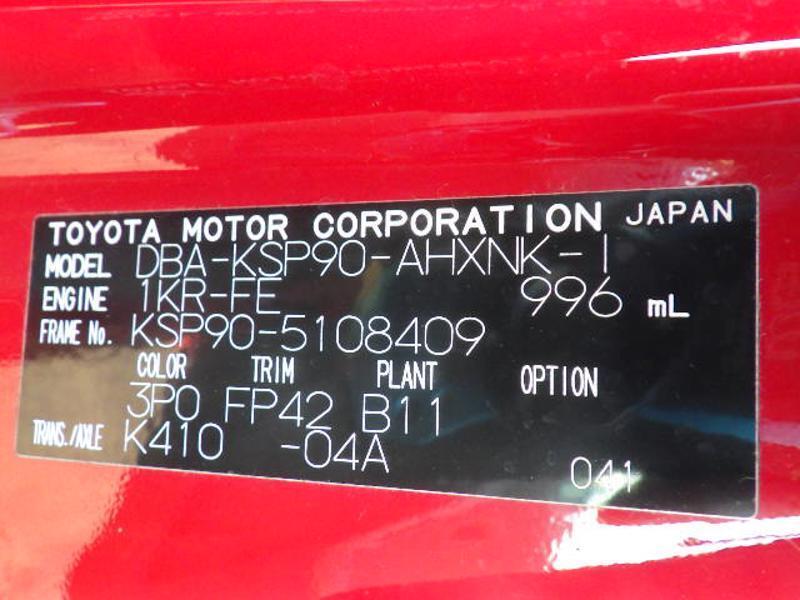 TOYOTA MOTOR CORPORATION JAPAN
MODEL DBA-KSP90-AHXNK-1
ENGINE 1KR-FE 996 mL
FRAME No. KSP90-5108409
COLOR TRIM PLANT OPTION
3P0 FP42 B11
TRANS./AXLE K410 -04A
041